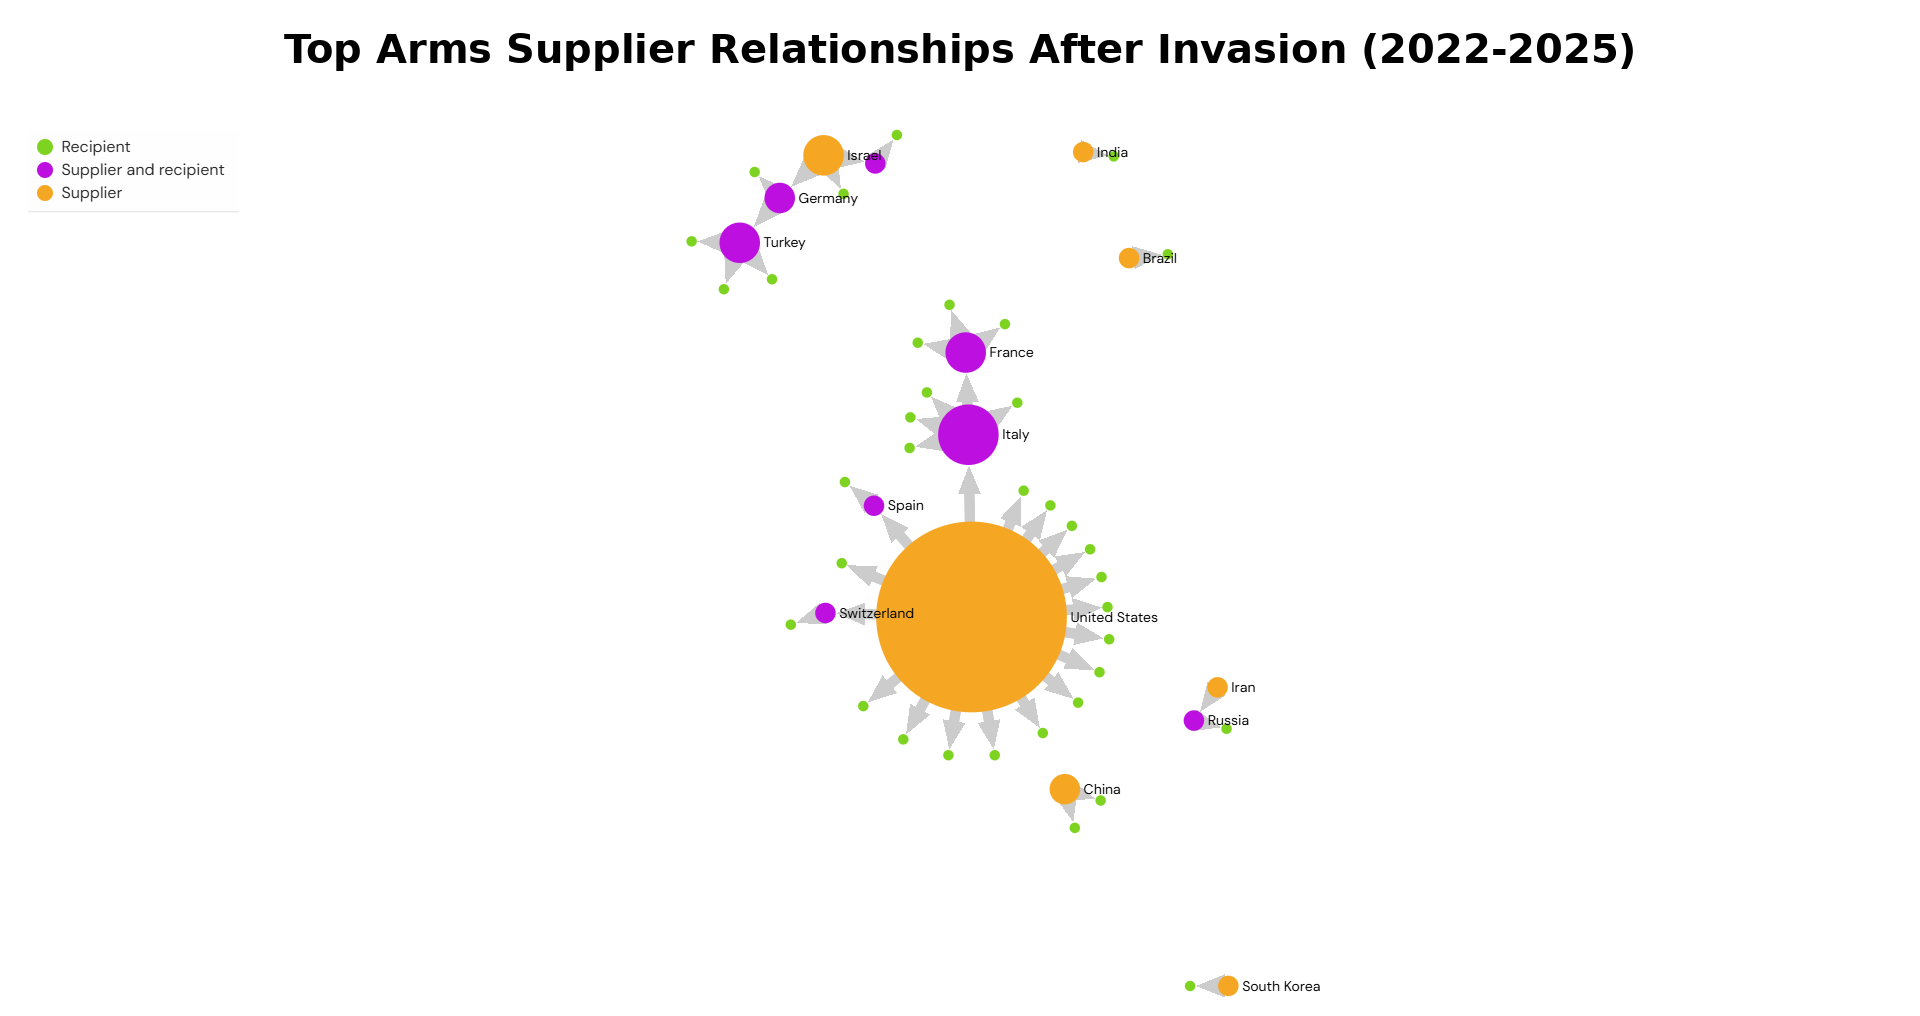 Top Arms Supplier Relationships After Invasion (2022-2025)
Recipient
Supplier and recipient
Supplier
Israel
India
Germany
Turkey
Brazil
France
Italy
Spain
Switzerland
United States
Iran
Russia
China
South Korea